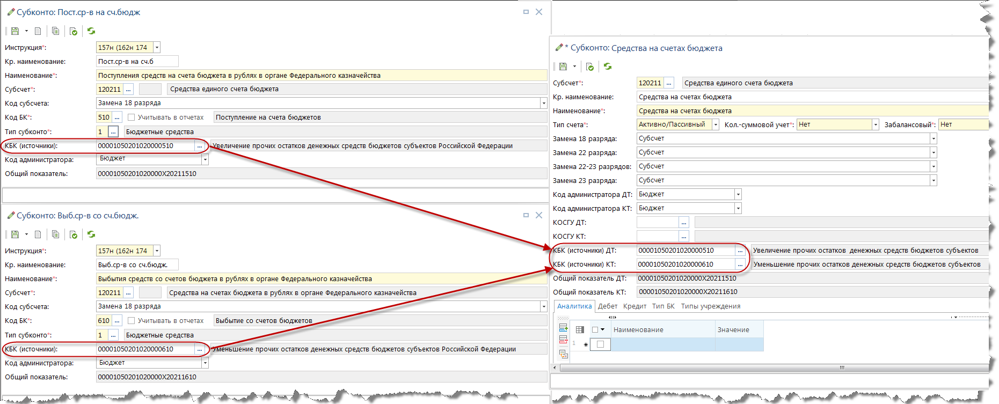 Субконто: Пост.ср-в на сч.бюдж
Инструкция*: 157н (162н 174
Кр. наименование: Пост.ср-в на сч.б
Наименование*: Поступления средств на счета бюджета в рублях в органе Федерального казначейства
Субсчет*: 120211 ... Средства единого счета бюджета
Код субсчета: Замена 18 разряда
Код БК*: 510 ... Учитывать в отчетах Поступление на счета бюджетов
Тип субконто*: 1 ... Бюджетные средства
КБК (источники): 00001050201020000510 ... Увеличение прочих остатков денежных средств бюджетов субъектов Российской Федерации
Код администратора: Бюджет
Общий показатель: 00001050201020000X20211510
Субконто: Выб.ср-в со сч.бюдж.
Инструкция*: 157н (162н 174
Кр. наименование: Выб.ср-в со сч.бюдж.
Наименование*: Выбытия средств со счетов бюджета в рублях в органе Федерального казначейства
Субсчет*: 120211 ... Средства на счетах бюджета в рублях в органе Федерального казначейства
Код субсчета: Замена 18 разряда
Код БК*: 610 ... Учитывать в отчетах Выбытие со счетов бюджетов
Тип субконто*: 1 ... Бюджетные средства
КБК (источники): 00001050201020000610 ... Уменьшение прочих остатков денежных средств бюджетов субъектов Российской Федерации
Код администратора: Бюджет
Общий показатель: 00001050201020000X20211610
* Субконто: Средства на счетах бюджета
Субсчет*: 120211 ... Средства единого счета бюджета
Кр. наименование: Средства на счетах бюджета
Наименование*: Средства на счетах бюджета
Тип счета*: Активно/Пассивный Кол.-суммовой учет*: Нет Забалансовый*: Нет
Замена 18 разряда: Субсчет
Замена 22 разряда: Субсчет
Замена 22-23 разрядов: Субсчет
Замена 23 разряда: Субсчет
Код администратора ДТ: Бюджет
Код администратора КТ: Бюджет
КОСГУ ДТ: ...
КОСГУ КТ: ...
КБК (источники) ДТ: 00001050201020000510 ... Увеличение прочих остатков денежных средств бюджетов субъектов
КБК (источники) КТ: 00001050201020000610 ... Уменьшение прочих остатков денежных средств бюджетов субъектов
Общий показатель ДТ: 00001050201020000X20211510
Общий показатель КТ: 00001050201020000X20211610
Аналитика Дебет Кредит Тип БК Типы учреждения
Наименование Значение
1 *